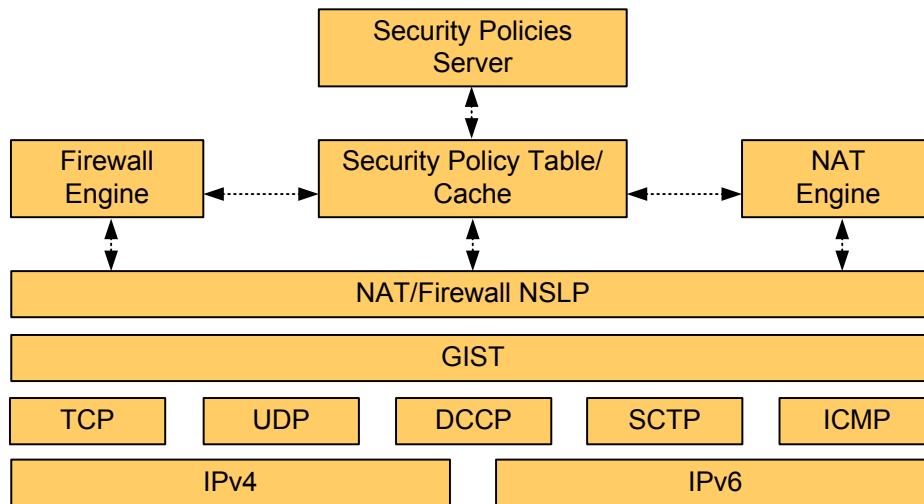 Security Policies
Server
Firewall
Engine
Security Policy Table/
Cache
NAT
Engine
NAT/Firewall NSLP
GIST
TCP
UDP
DCCP
SCTP
ICMP
IPv4
IPv6